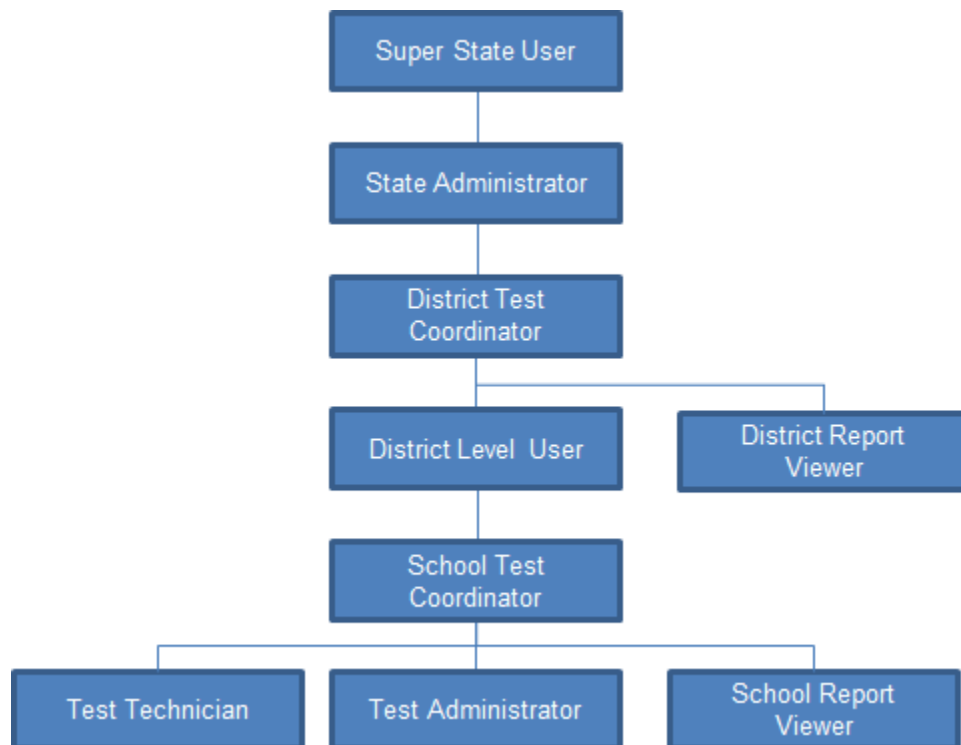 Super State User
State Administrator
District Test
Coordinator
District Level User
District Report
Viewer
School Test
Coordinator
Test Technician
Test Administrator
School Report
Viewer